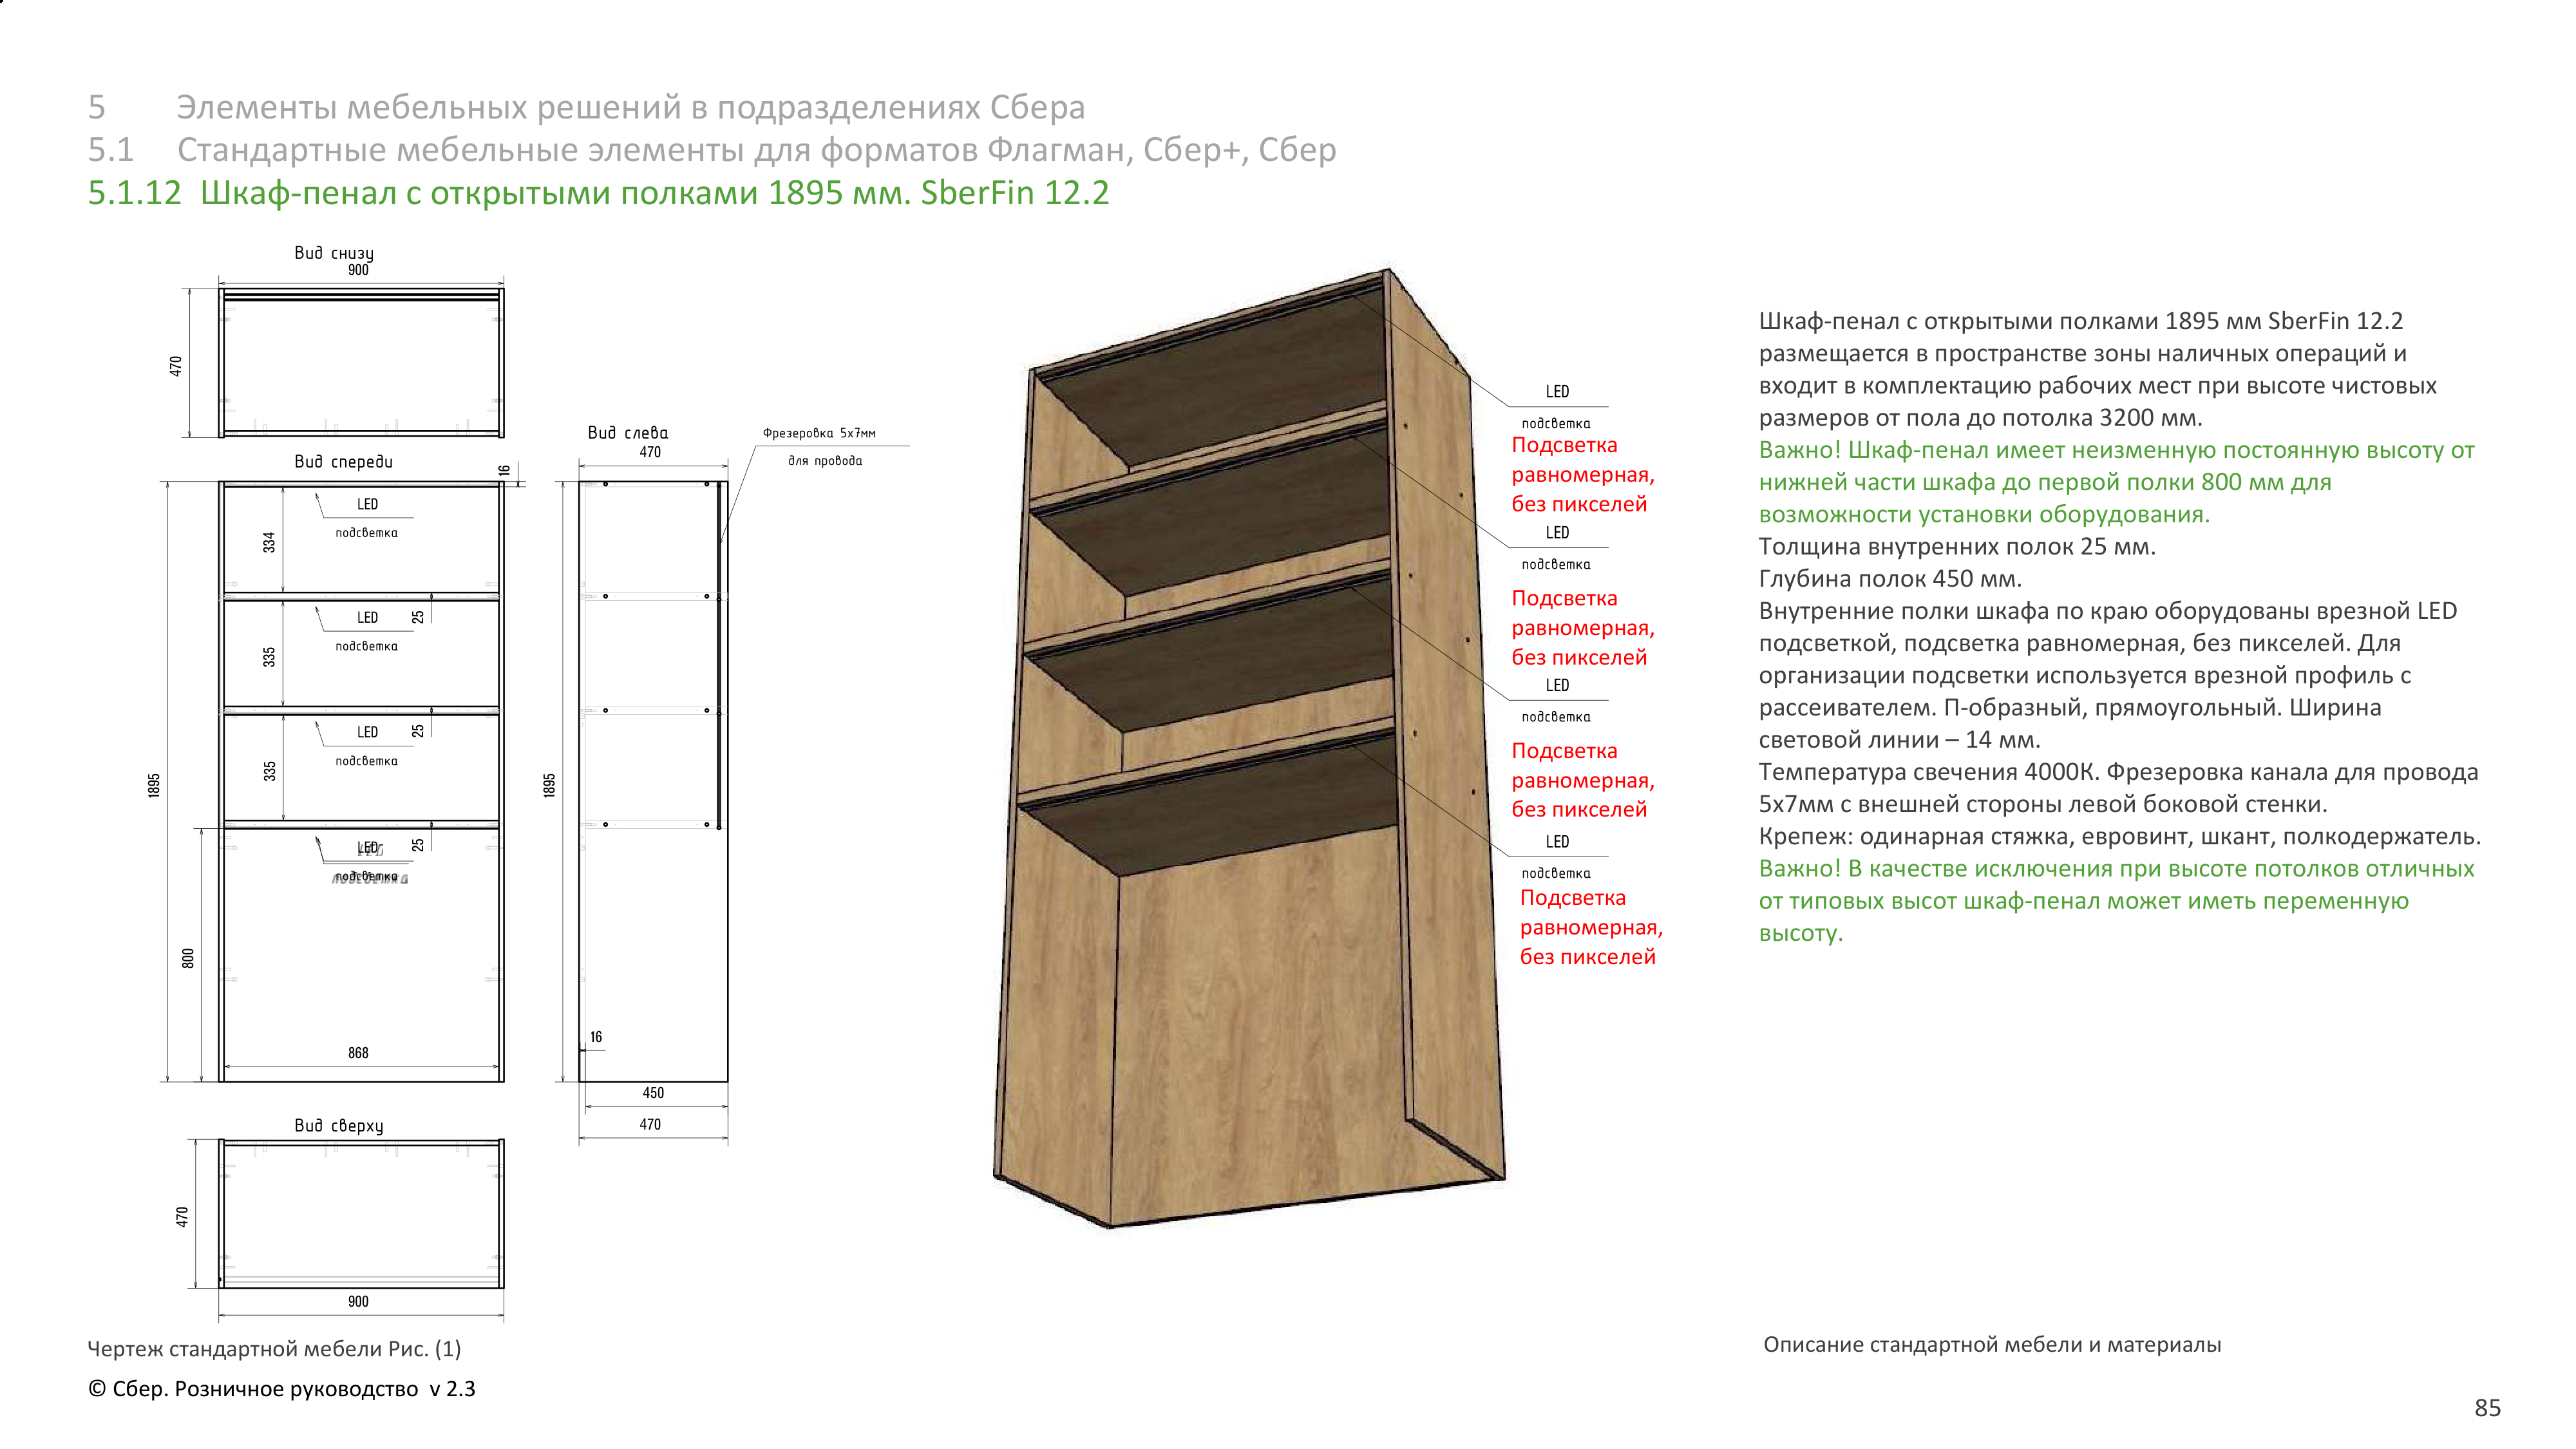 5 Элементы мебельных решений в подразделениях Сбера
5.1 Стандартные мебельные элементы для форматов Флагман, Сбер+, Сбер
5.1.12 Шкаф-пенал с открытыми полками 1895 мм. SberFin 12.2
Вид снизу
900
470
Вид спереди
16
LED
подсветка
334
LED
подсветка
25
335
LED
подсветка
25
335
1895
LED
подсветка
25
800
868
Вид слева
470
Фрезеровка 5х7мм
для провода
1895
16
450
470
Вид сверху
470
900
LED
подсветка
Подсветка
равномерная,
без пикселей
LED
подсветка
Подсветка
равномерная,
без пикселей
LED
подсветка
Подсветка
равномерная,
без пикселей
LED
подсветка
Подсветка
равномерная,
без пикселей
Шкаф-пенал с открытыми полками 1895 мм SberFin 12.2
размещается в пространстве зоны наличных операций и
входит в комплектацию рабочих мест при высоте чистовых
размеров от пола до потолка 3200 мм.
Важно! Шкаф-пенал имеет неизменную постоянную высоту от
нижней части шкафа до первой полки 800 мм для
возможности установки оборудования.
Толщина внутренних полок 25 мм.
Глубина полок 450 мм.
Внутренние полки шкафа по краю оборудованы врезной LED
подсветкой, подсветка равномерная, без пикселей. Для
организации подсветки используется врезной профиль с
рассеивателем. П-образный, прямоугольный. Ширина
световой линии – 14 мм.
Температура свечения 4000К. Фрезеровка канала для провода
5х7мм с внешней стороны левой боковой стенки.
Крепеж: одинарная стяжка, евровинт, шкант, полкодержатель.
Важно! В качестве исключения при высоте потолков отличных
от типовых высот шкаф-пенал может иметь переменную
высоту.
Чертеж стандартной мебели Рис. (1)
Описание стандартной мебели и материалы
© Сбер. Розничное руководство v 2.3
85